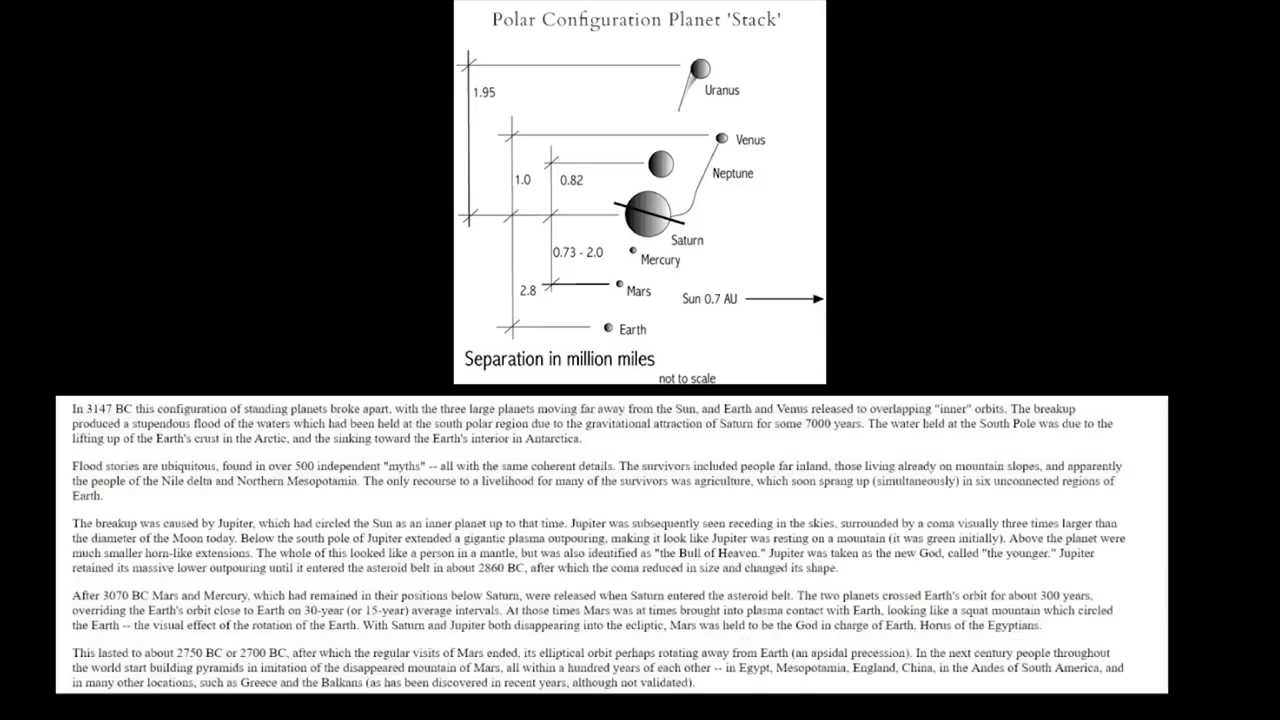 Polar Configuration Planet 'Stack'
Uranus
1.95
Venus
1.0
0.82
Neptune
Saturn
0.73 - 2.0
Mercury
2.8
Mars
Sun 0.7 AU
Earth
Separation in million miles
not to scale
In 3147 BC this configuration of standing planets broke apart, with the three large planets moving far away from the Sun, and Earth and Venus released to overlapping "inner" orbits. The breakup
produced a stupendous flood of the waters which had been held at the south polar region due to the gravitational attraction of Saturn for some 7000 years. The water held at the South Pole was due to the
lifting up of the Earth's crust in the Arctic, and the sinking toward the Earth's interior in Antarctica.
Flood stories are ubiquitous, found in over 500 independent "myths" -- all with the same coherent details. The survivors included people far inland, those living already on mountain slopes, and apparently
the people of the Nile delta and Northern Mesopotamia. The only recourse to a livelihood for many of the survivors was agriculture, which soon sprang up (simultaneously) in six unconnected regions of
Earth.
The breakup was caused by Jupiter, which had circled the Sun as an inner planet up to that time. Jupiter was subsequently seen receding in the skies, surrounded by a coma visually three times larger than
the diameter of the Moon today. Below the south pole of Jupiter extended a gigantic plasma outpouring, making it look like Jupiter was resting on a mountain (it was green initially). Above the planet were
much smaller horn-like extensions. The whole of this looked like a person in a mantle, but was also identified as "the Bull of Heaven." Jupiter was taken as the new God, called "the younger." Jupiter
retained its massive lower outpouring until it entered the asteroid belt in about 2860 BC, after which the coma reduced in size and changed its shape.
After 3070 BC Mars and Mercury, which had remained in their positions below Saturn, were released when Saturn entered the asteroid belt. The two planets crossed Earth's orbit for about 300 years,
overriding the Earth's orbit close to Earth on 30-year (or 15-year) average intervals. At those times Mars was at times brought into plasma contact with Earth, looking like a squat mountain which circled
the Earth -- the visual effect of the rotation of the Earth. With Saturn and Jupiter both disappearing into the ecliptic, Mars was held to be the God in charge of Earth, Horus of the Egyptians.
This lasted to about 2750 BC or 2700 BC, after which the regular visits of Mars ended, its elliptical orbit perhaps rotating away from Earth (an apsidal precession). In the next century people throughout
the world start building pyramids in imitation of the disappeared mountain of Mars, all within a hundred years of each other -- in Egypt, Mesopotamia, England, China, in the Andes of South America, and
in many other locations, such as Greece and the Balkans (as has been discovered in recent years, although not validated).